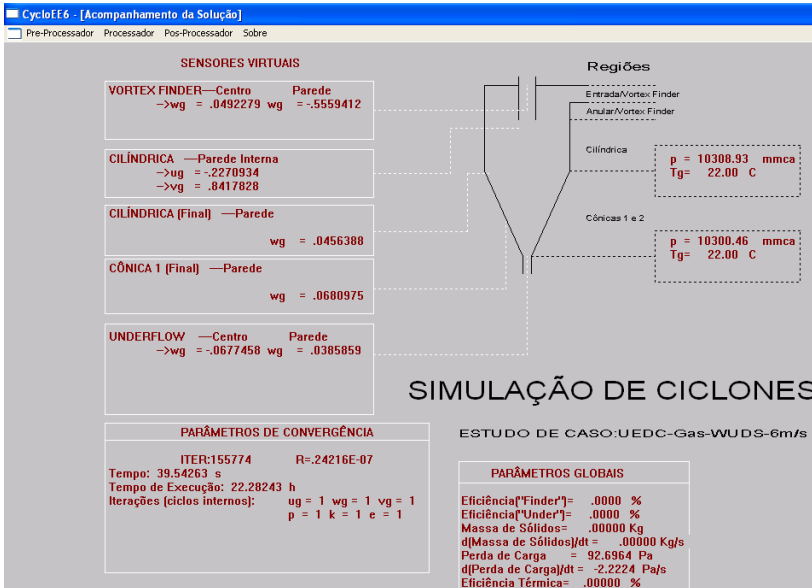 CycloEE6 - [Acompanhamento da Solução]
Pre-Processador Processador Pos-Processador Sobre
SENSORES VIRTUAIS
VORTEX FINDER—Centro Parede
->wg = .0492279 wg =-.5559412
CILÍNDRICA —Parede Interna
->ug =-.2270934
->vg = .8417828
CILÍNDRICA (Final) —Parede
wg = .0456388
CÔNICA 1 (Final) —Parede
wg = .0680975
UNDERFLOW —Centro Parede
->wg =-.0677458 wg = .0385859
Regiões
Entrada/Vortex Finder
Anular/Vortex Finder
Cilíndrica
p = 10308.93 mmca
Tg= 22.00 C
Cônicas 1 e 2
p = 10300.46 mmca
Tg= 22.00 C
SIMULAÇÃO DE CICLONES
ESTUDO DE CASO:UEDC-Gas-WUDS-6m/s
PARÂMETROS DE CONVERGÊNCIA
ITER:155774 R=.24216E-07
Tempo: 39.54263 s
Tempo de Execução: 22.28243 h
Iterações (ciclos internos): ug = 1 wg = 1 vg = 1
p = 1 k = 1 e = 1
PARÂMETROS GLOBAIS
Eficiência("Finder")= .0000 %
Eficiência("Under")= .0000 %
Massa de Sólidos= .00000 Kg
d(Massa de Sólidos)/dt = .00000 Kg/s
Perda de Carga = 92.6964 Pa
d(Perda de Carga)/dt = -2.2224 Pa/s
Eficiência Térmica= .00000 %